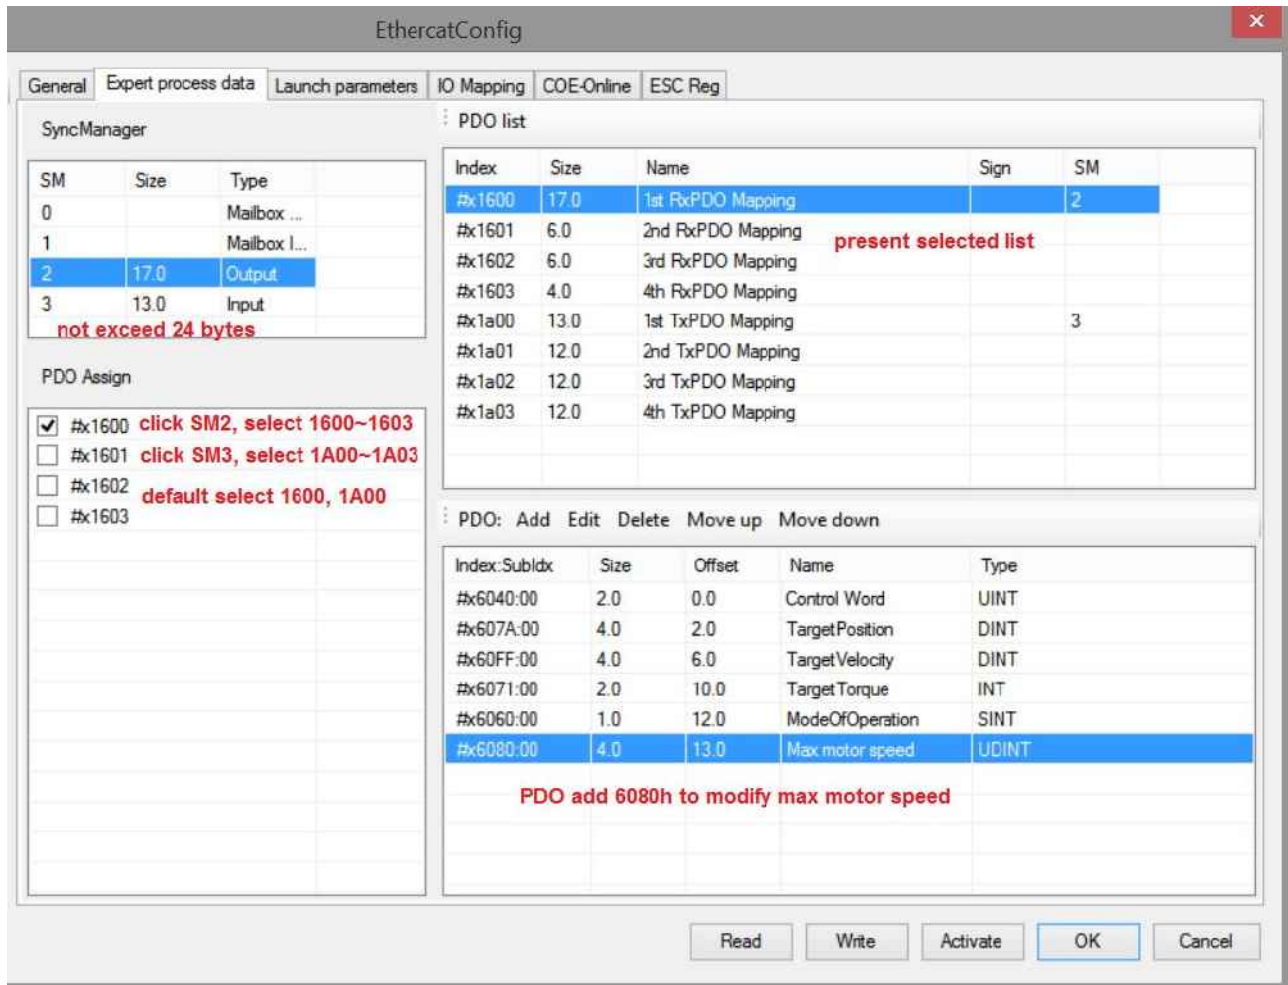 EthercatConfig
General Expert process data Launch parameters IO Mapping COE-Online ESC Reg
SyncManager
SM Size Type
0 Mailbox ...
1 Mailbox I...
2 17.0 Output
3 13.0 Input
not exceed 24 bytes
PDO Assign
#x1600 click SM2, select 1600~1603
#x1601 click SM3, select 1A00~1A03
#x1602
default select 1600, 1A00
#x1603
PDO list
Index Size Name Sign SM
#x1600 17.0 1st RxPDO Mapping 2
#x1601 6.0 2nd RxPDO Mapping
present selected list
#x1602 6.0 3rd RxPDO Mapping
#x1603 4.0 4th RxPDO Mapping
#x1a00 13.0 1st TxPDO Mapping 3
#x1a01 12.0 2nd TxPDO Mapping
#x1a02 12.0 3rd TxPDO Mapping
#x1a03 12.0 4th TxPDO Mapping
PDO: Add Edit Delete Move up Move down
Index:SubIdx Size Offset Name Type
#x6040:00 2.0 0.0 Control Word UINT
#x607A:00 4.0 2.0 TargetPosition DINT
#x60FF:00 4.0 6.0 TargetVelocity DINT
#x6071:00 2.0 10.0 TargetTorque INT
#x6060:00 1.0 12.0 ModeOfOperation SINT
#x6080:00 4.0 13.0 Max motor speed UDINT
PDO add 6080h to modify max motor speed
Read Write Activate OK Cancel